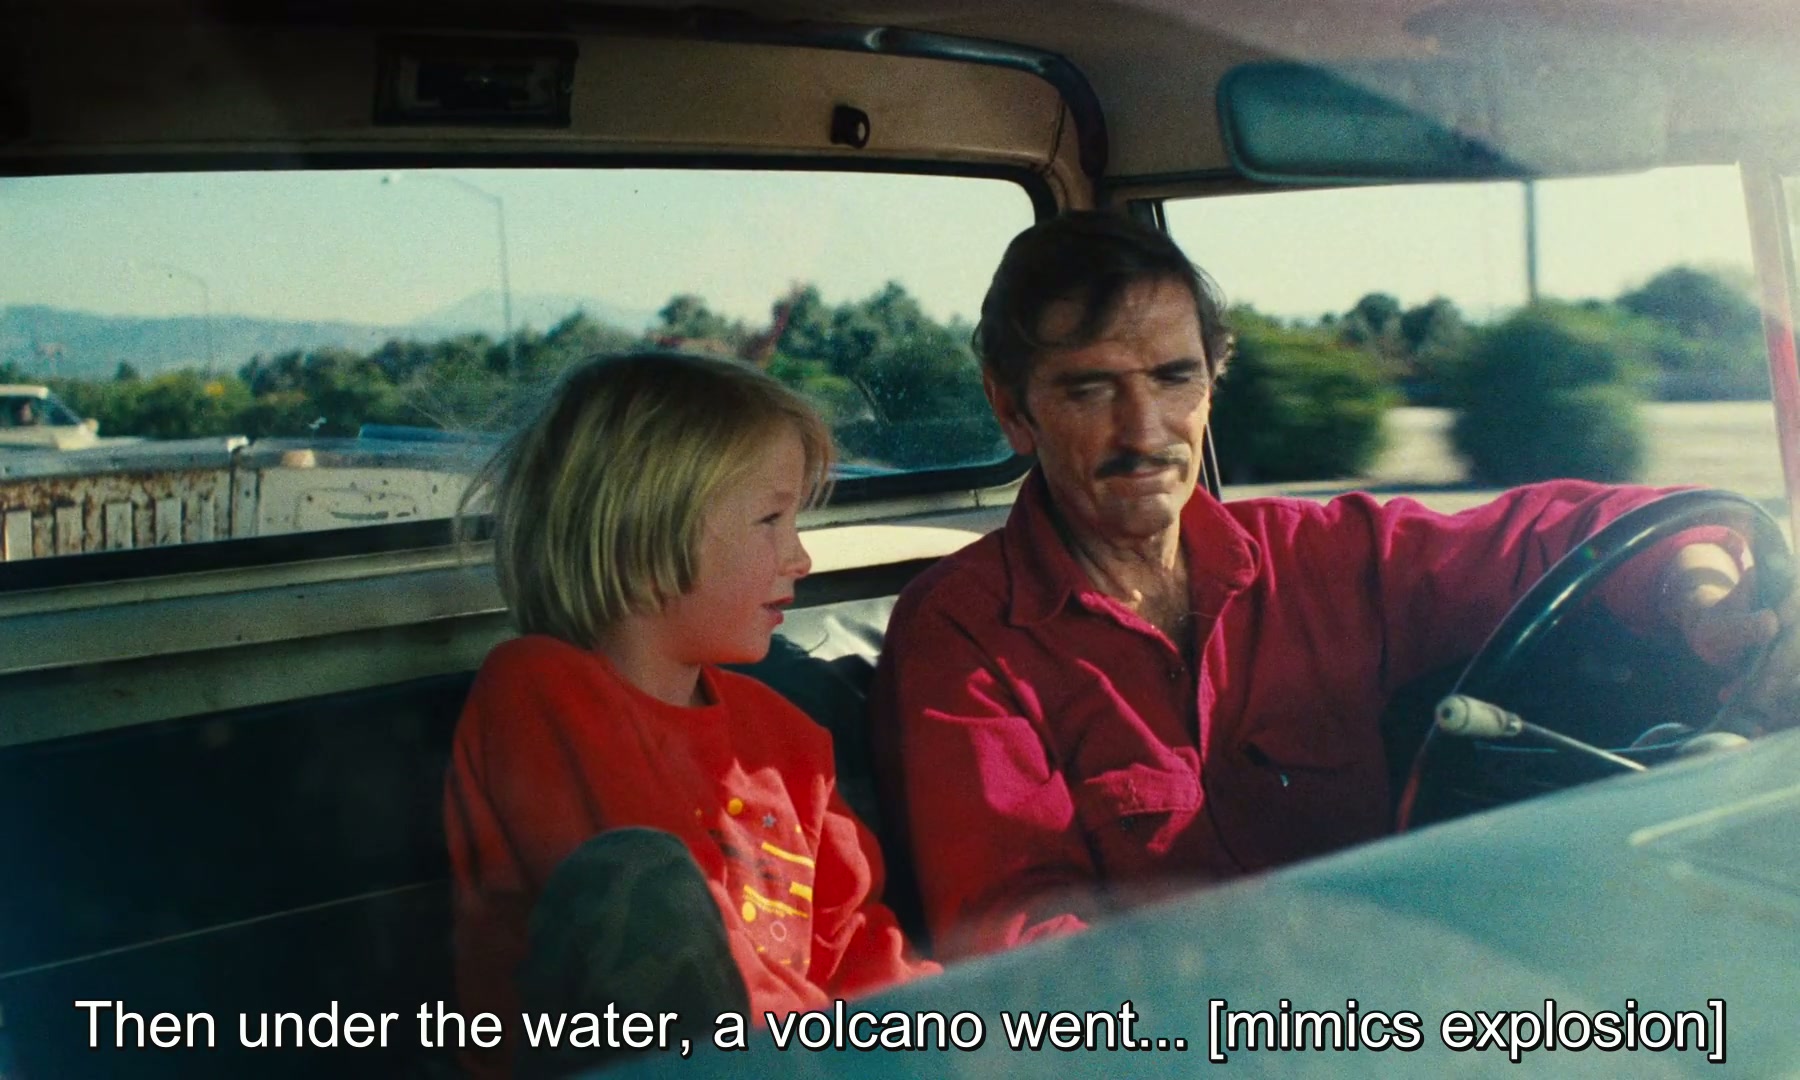 Then under the water, a volcano went... [mimics explosion]